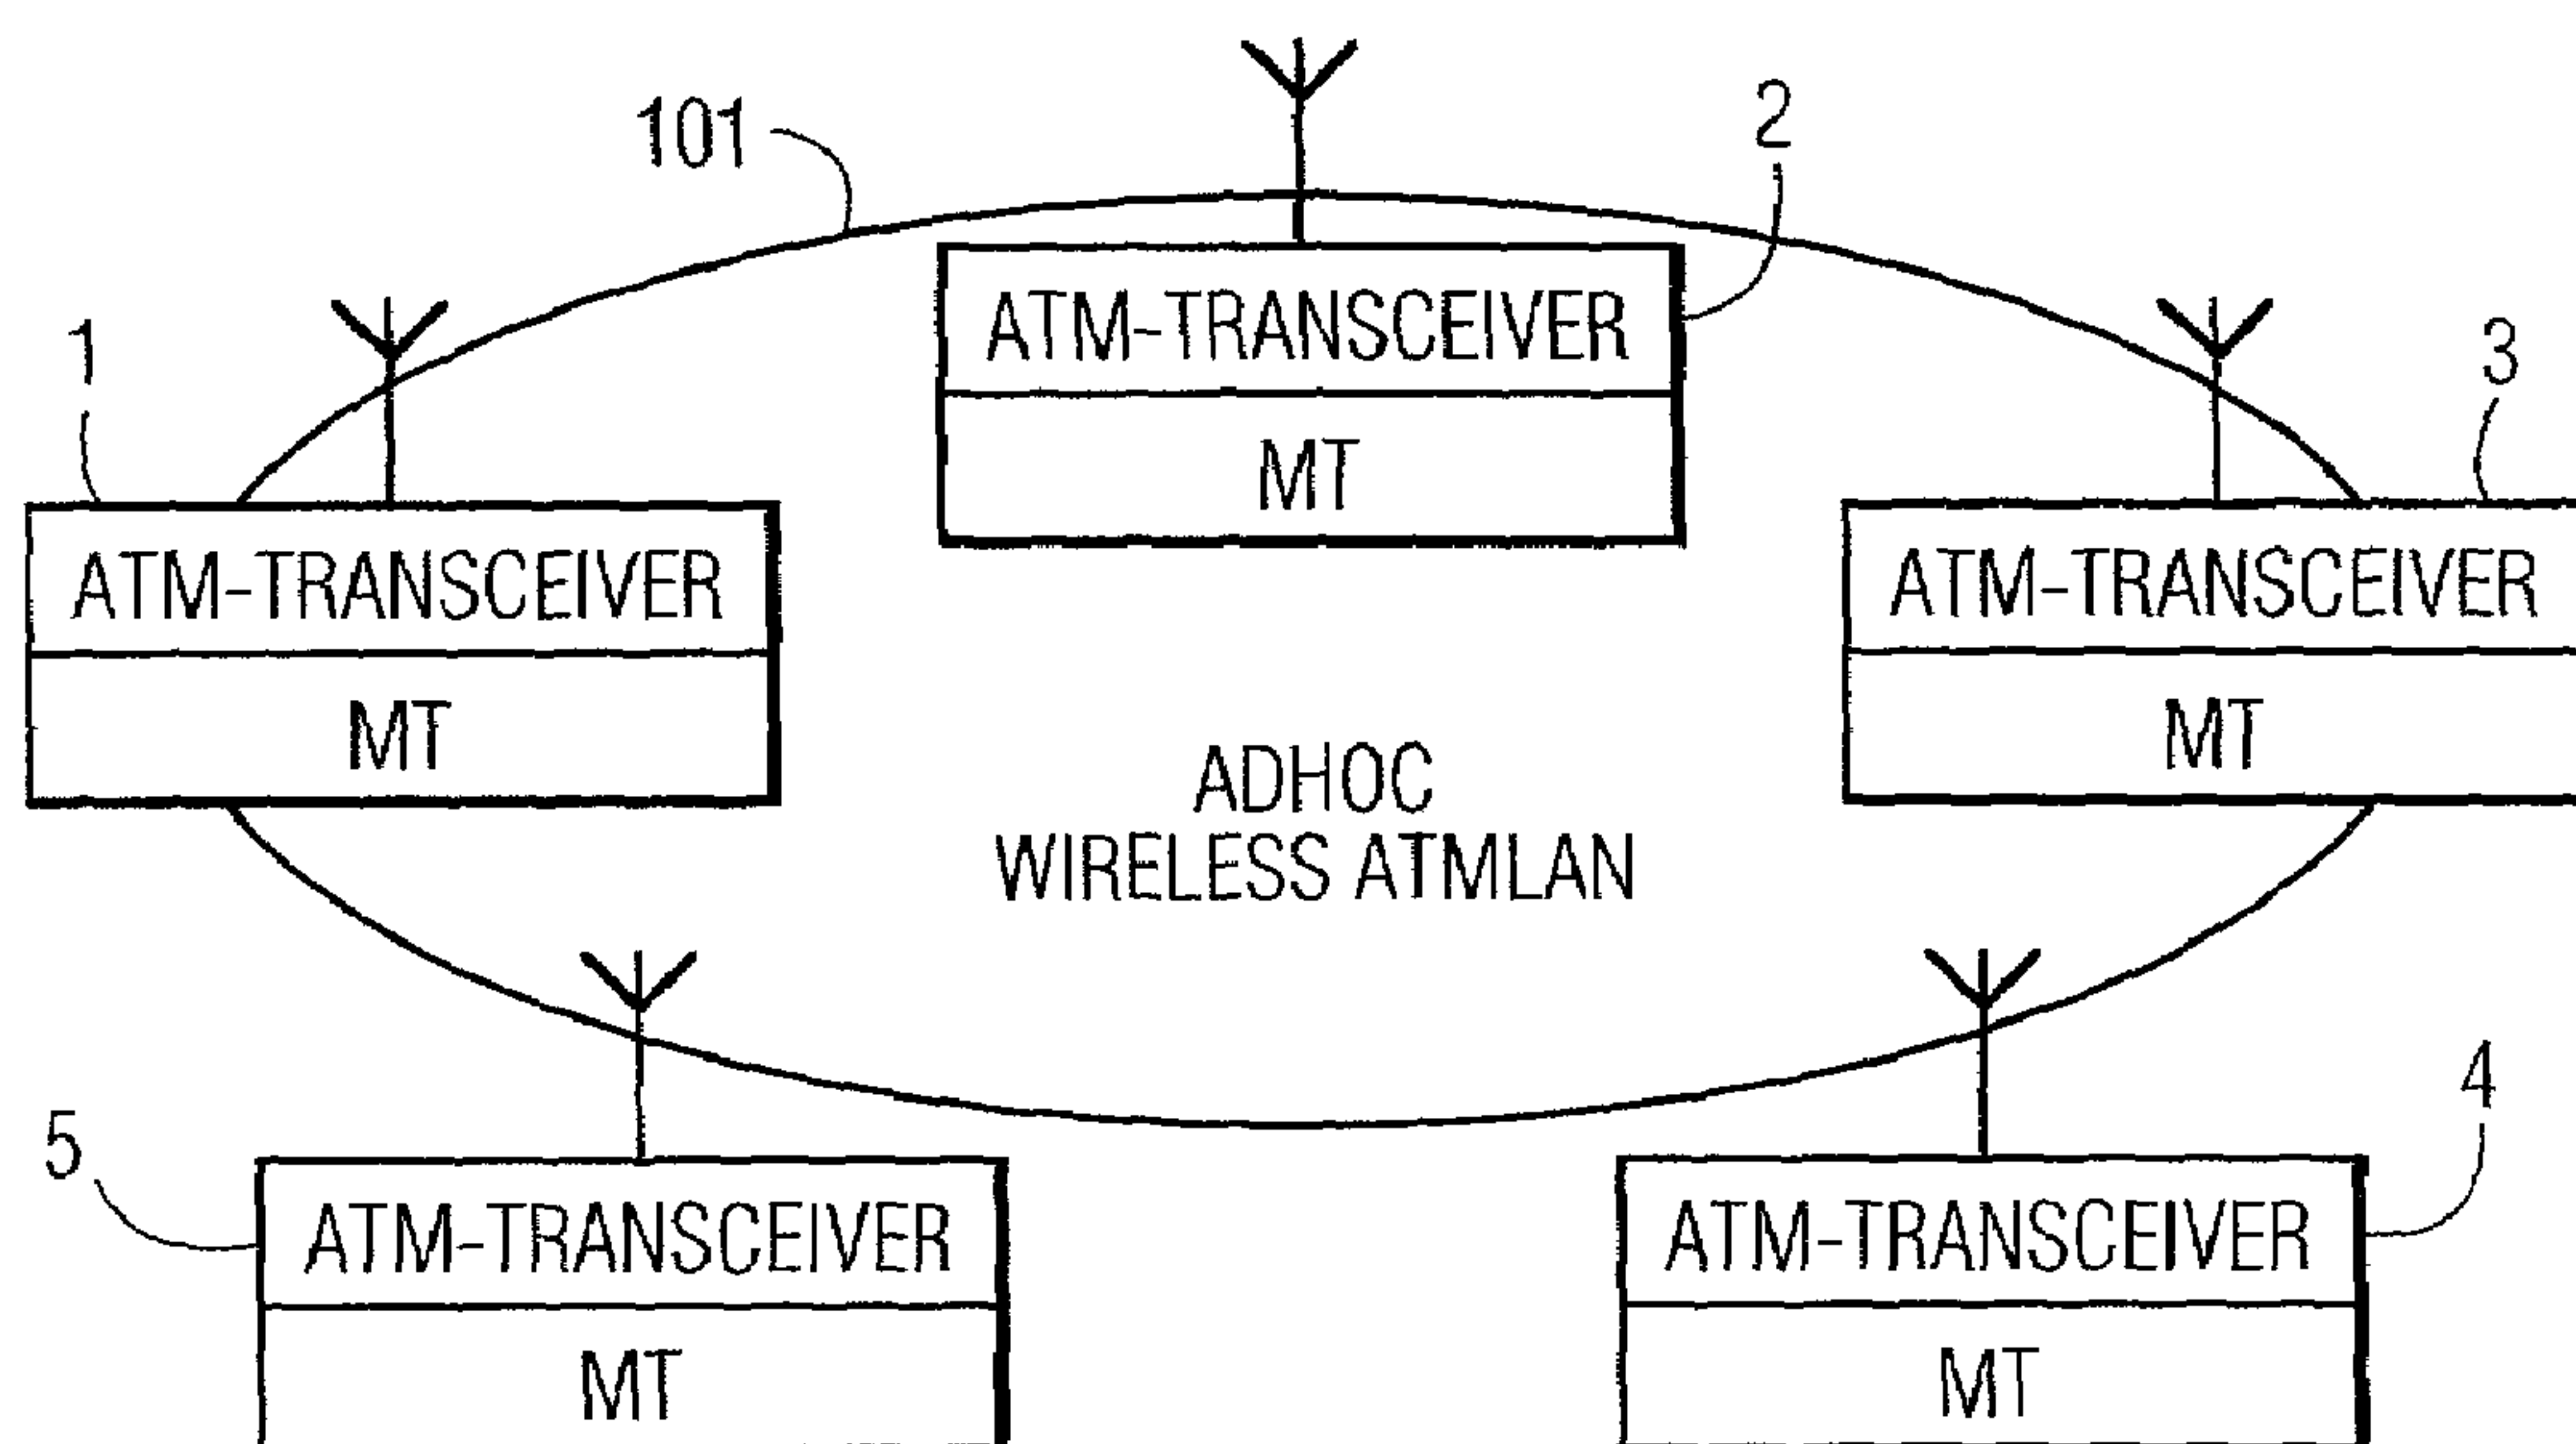 101
2
ATM-TRANSCEIVER
MT
1
ATM-TRANSCEIVER
MT
3
ATM-TRANSCEIVER
MT
ADHOC
WIRELESS ATMLAN
5
ATM-TRANSCEIVER
MT
4
ATM-TRANSCEIVER
MT